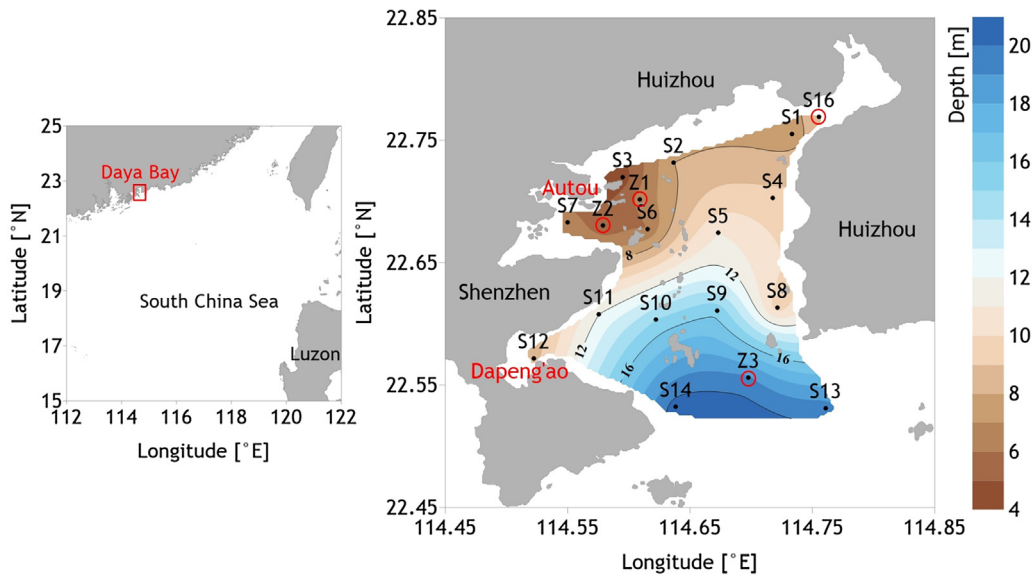 25
23
21
19
17
15
112
114
116
118
120
122
Latitude [°N]
Longitude [°E]
Daya Bay
South China Sea
Luzon
22.85
22.75
22.65
22.55
22.45
114.45
114.55
114.65
114.75
114.85
Latitude [°N]
Longitude [°E]
Huizhou
S16
S1
S2
S3
Autou
Z1
S4
S7
Z2
S6
S5
Huizhou
8
12
Shenzhen
S11
S10
S9
S8
S12
12
16
16
Dapeng'ao
Z3
S14
S13
Depth [m]
20
18
16
14
12
10
8
6
4